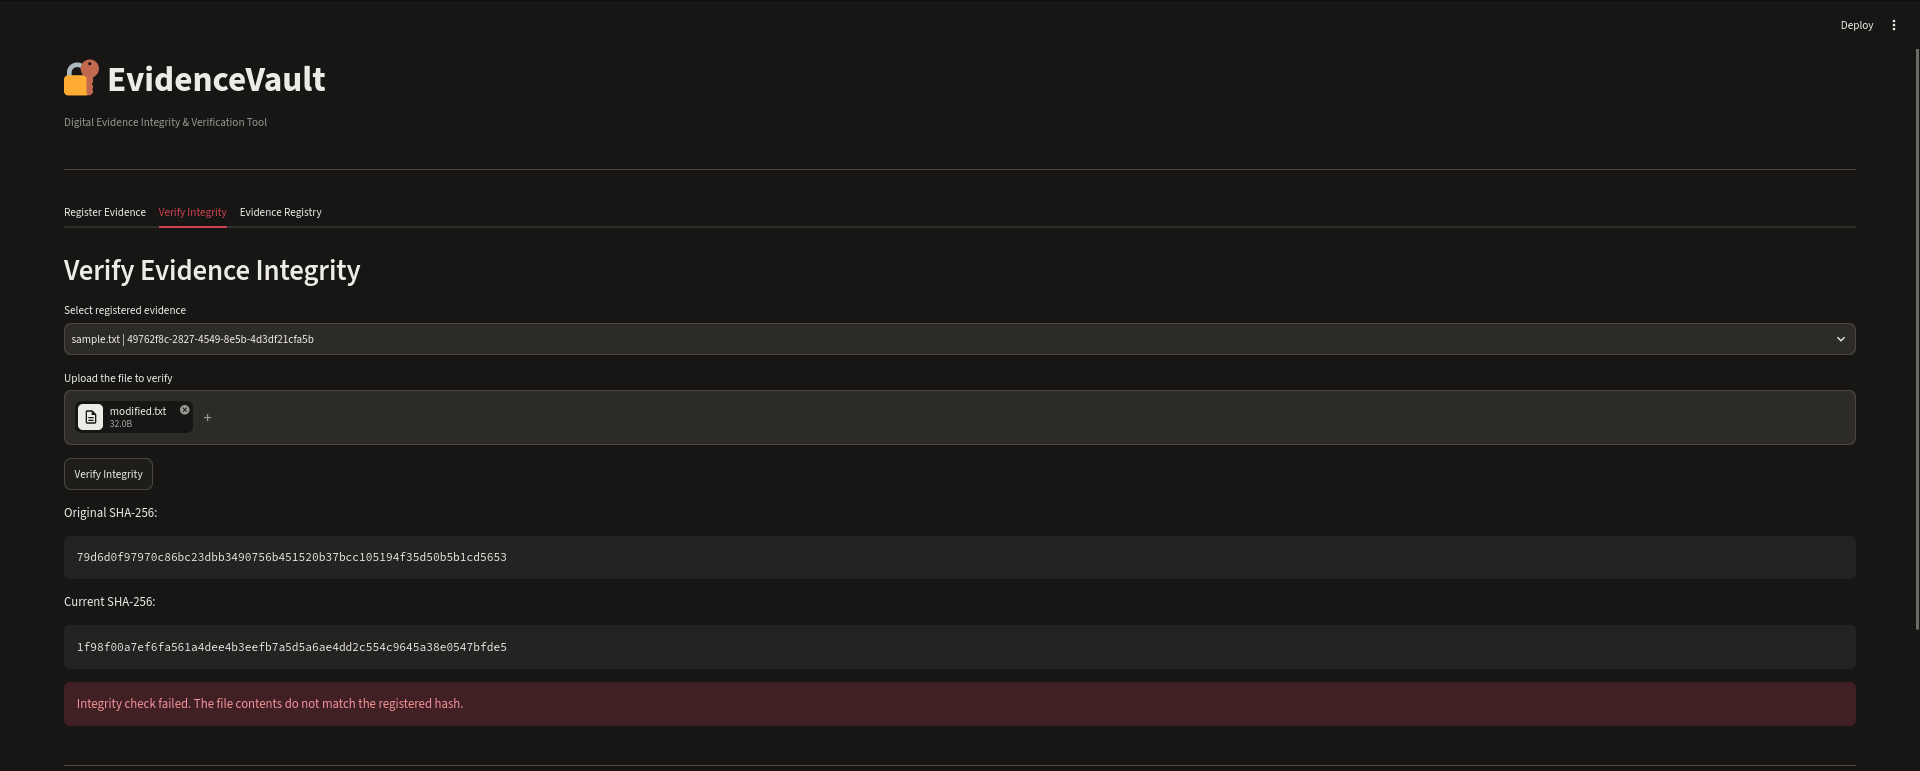 Deploy
EvidenceVault
Digital Evidence Integrity & Verification Tool
Register Evidence Verify Integrity Evidence Registry
Verify Evidence Integrity
Select registered evidence
sample.txt | 49762f8c-2827-4549-8e5b-4d3df21cfa5b
Upload the file to verify
modified.txt
32.0B
Verify Integrity
Original SHA-256:
79d6d0f97970c86bc23dbb3490756b451520b37bcc105194f35d50b5b1cd5653
Current SHA-256:
1f98f00a7ef6fa561a4dee4b3eefb7a5d5a6ae4dd2c554c9645a38e0547bfde5
Integrity check failed. The file contents do not match the registered hash.